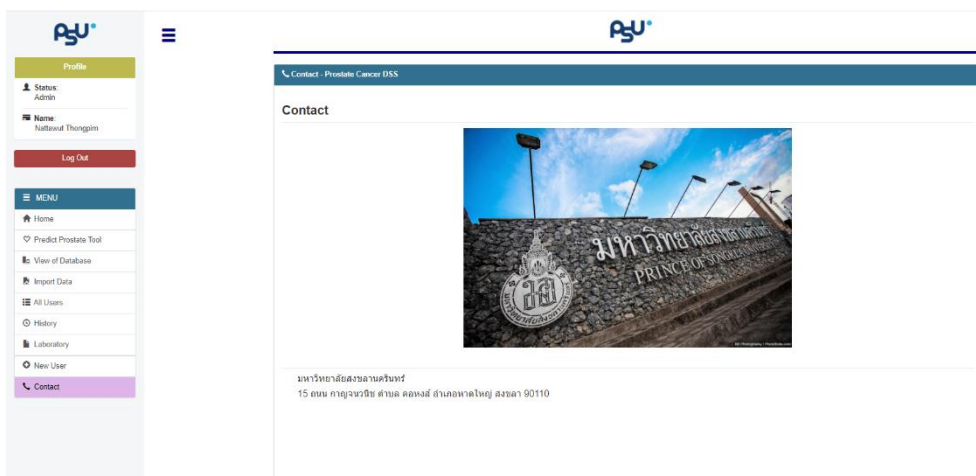 PSU
Profile
Status:
Admin
Name:
Nattawut Thongpim
Log Out
MENU
Home
Predict Prostate Tool
View of Database
Import Data
All Users
History
Laboratory
New User
Contact
PSU
Contact - Prostate Cancer DSS
Contact
มหาวิทยาลัยสงขลานครินทร์
PRINCE OF SONGKLA UNIVERSITY
มหาวิทยาลัยสงขลานครินทร์
15 ถนน กาญจนวนิช ตำบล คอหงส์ อำเภอหาดใหญ่ สงขลา 90110